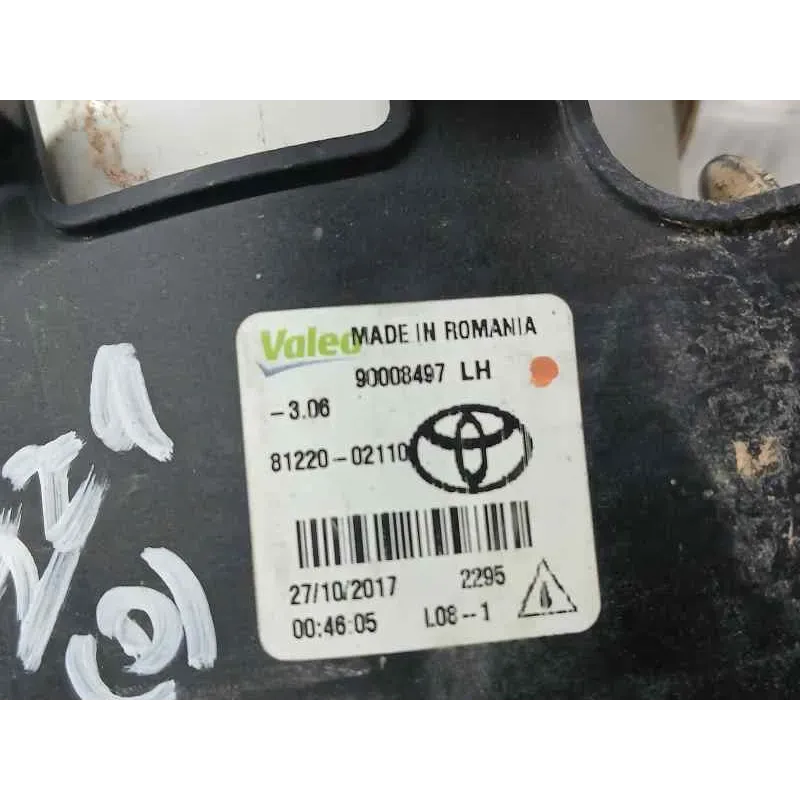 Valeo MADE IN ROMANIA
90008497 LH
-3.06
81220-02110
27/10/2017 2295
00:46:05 L08--1